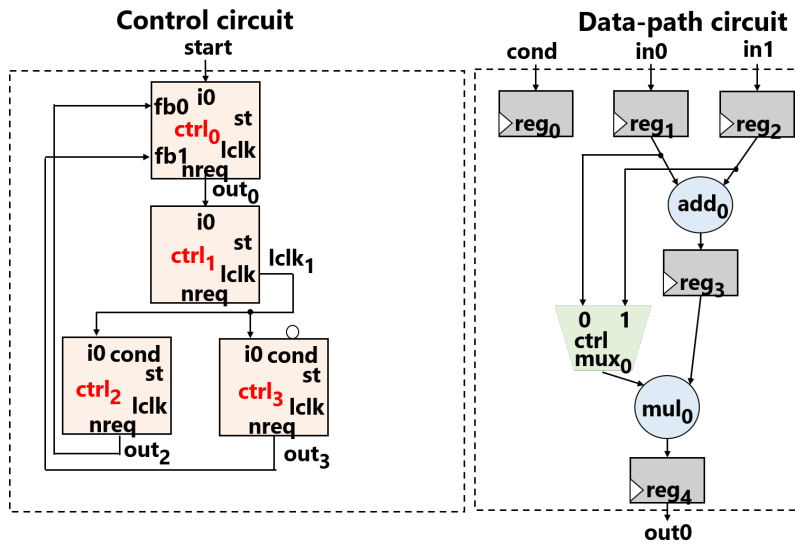 Control circuit
start
i0
fb0
st
ctrl0
lclk
fb1
nreq
out0
i0
st
ctrl1
lclk
lclk1
nreq
i0 cond
st
ctrl2
lclk
nreq
out2
i0 cond
st
ctrl3
lclk
nreq
out3
Data-path circuit
cond
in0
in1
reg0
reg1
reg2
add0
reg3
0 1
ctrl
mux0
mul0
reg4
out0